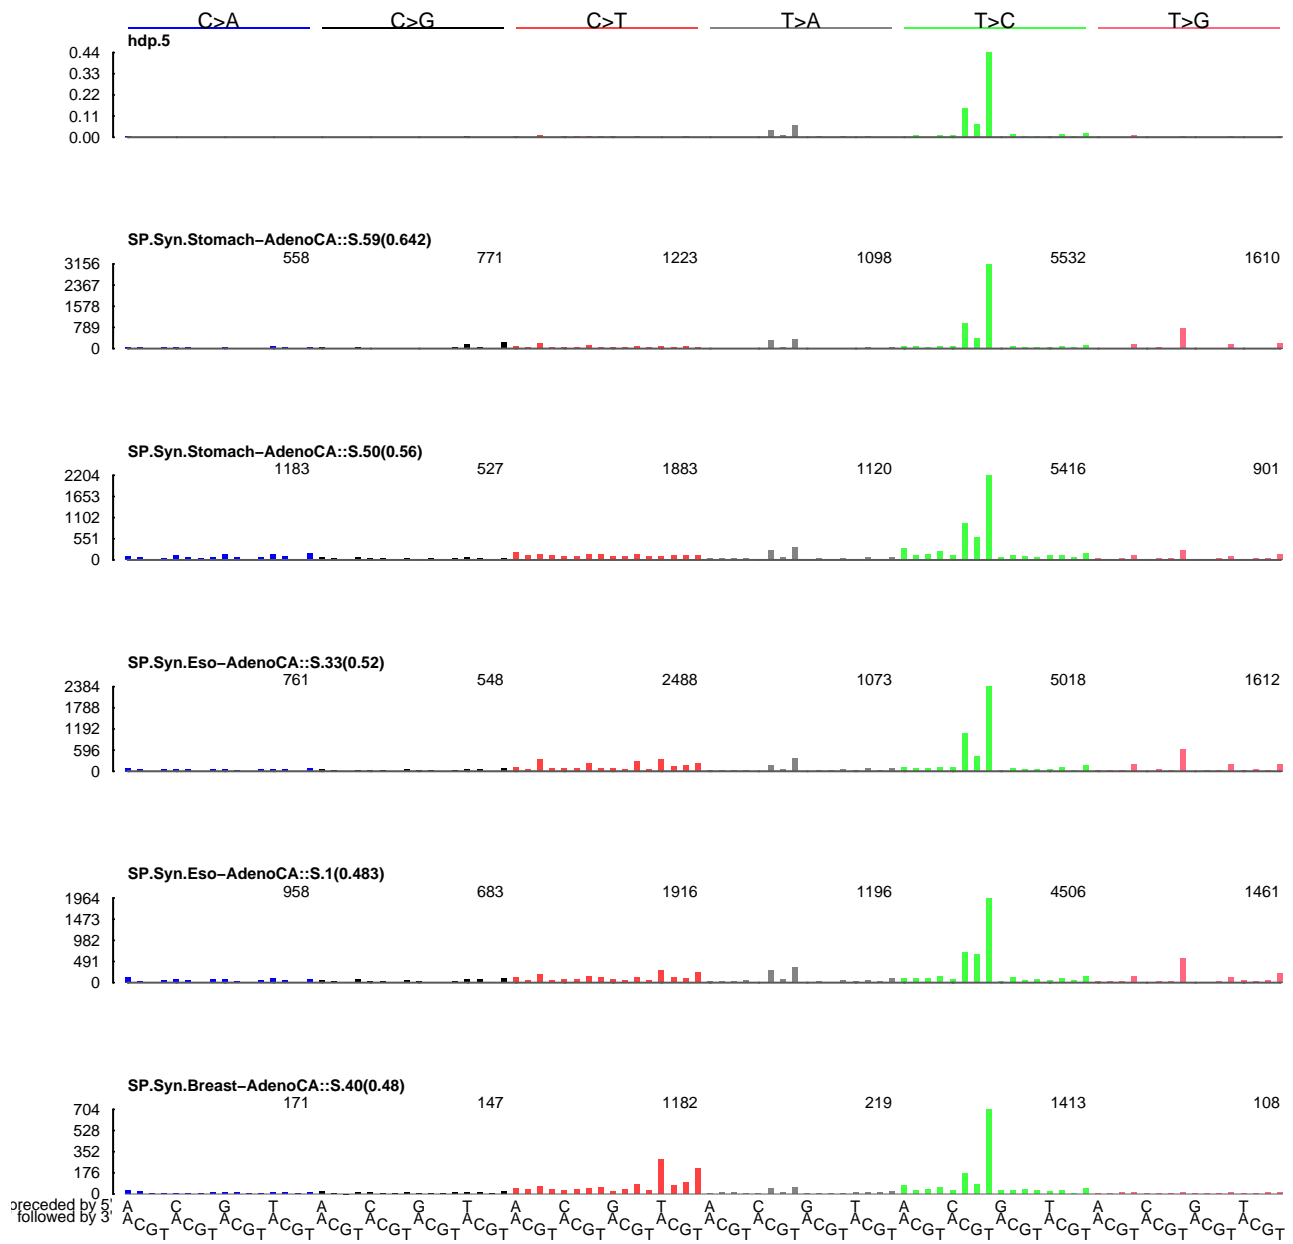 C>A C>G C>T T>A T>C T>G
hdp.5
0.44
0.33
0.22
0.11
0.00
SP.Syn.Stomach−AdenoCA::S.59(0.642)
558 771 1223 1098 5532 1610
3156
2367
1578
789
0
SP.Syn.Stomach−AdenoCA::S.50(0.56)
1183 527 1883 1120 5416 901
2204
1653
1102
551
0
SP.Syn.Eso−AdenoCA::S.33(0.52)
761 548 2488 1073 5018 1612
2384
1788
1192
596
0
SP.Syn.Eso−AdenoCA::S.1(0.483)
958 683 1916 1196 4506 1461
1964
1473
982
491
0
SP.Syn.Breast−AdenoCA::S.40(0.48)
171 147 1182 219 1413 108
704
528
352
176
0
preceded by 5' A C G T A C G T A C G T A C G T A C G T A C G T
followed by 3' A C G T A C G T A C G T A C G T A C G T A C G T A C G T A C G T A C G T A C G T A C G T A C G T A C G T A C G T A C G T A C G T A C G T A C G T A C G T A C G T A C G T A C G T A C G T A C G T